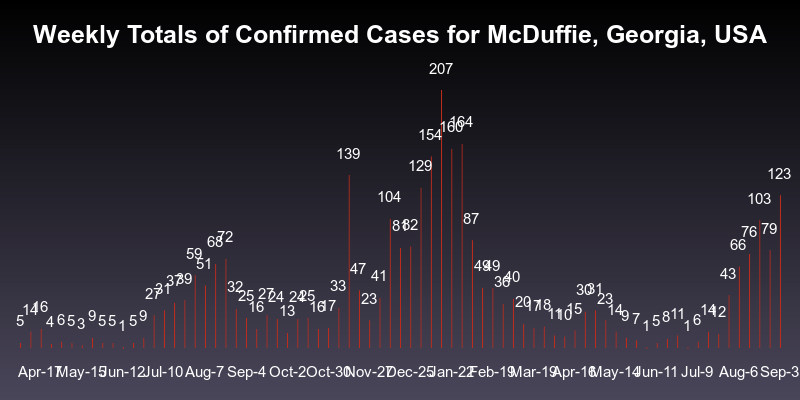 Weekly Totals of Confirmed Cases for McDuffie, Georgia, USA
5 14 16 4 6 5 3 9 5 5 1 5 9 27 31 37 39 59 51 68 72 32 25 16 27 24 13 24 25 16 17 33 139 47 23 41 104 81 82 129 154 207 160 164 87 49 49 36 40 20 17 18 11 10 15 30 31 23 14 9 7 1 5 8 11 1 6 14 12 43 66 76 103 79 123
Apr-17 May-15 Jun-12 Jul-10 Aug-7 Sep-4 Oct-2 Oct-30 Nov-27 Dec-25 Jan-22 Feb-19 Mar-19 Apr-16 May-14 Jun-11 Jul-9 Aug-6 Sep-3